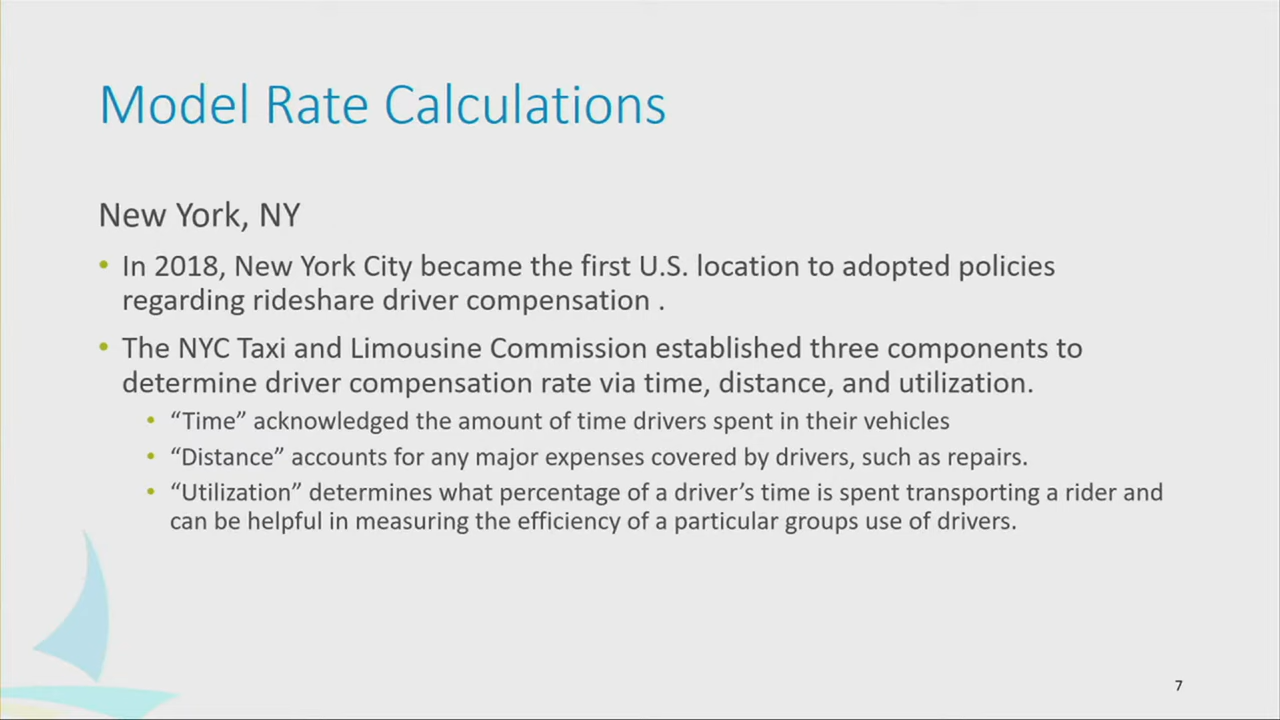 Model Rate Calculations
New York, NY
• In 2018, New York City became the first U.S. location to adopted policies
regarding rideshare driver compensation .
• The NYC Taxi and Limousine Commission established three components to
determine driver compensation rate via time, distance, and utilization.
• “Time” acknowledged the amount of time drivers spent in their vehicles
• “Distance” accounts for any major expenses covered by drivers, such as repairs.
• “Utilization” determines what percentage of a driver’s time is spent transporting a rider and
can be helpful in measuring the efficiency of a particular groups use of drivers.
7